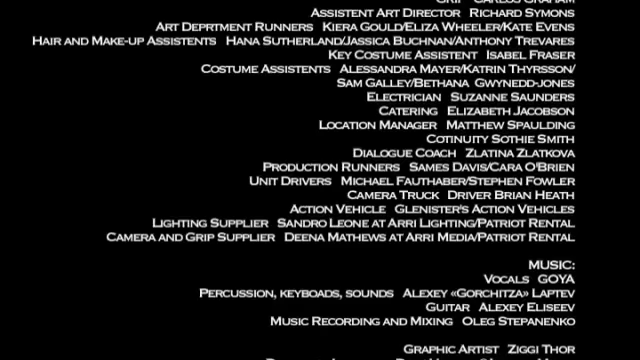 Grip Carlos Graham
Assistent Art Director Richard Symons
Art Deprtment Runners Kiera Gould/Eliza Wheeler/Kate Evens
Hair and Make-up Assistents Hana Sutherland/Jassica Buchnan/Anthony Trevares
Key Costume Assistent Isabel Fraser
Costume Assistents Alessandra Mayer/Katrin Thyrsson/
Sam Galley/Bethana Gwynedd-Jones
Electrician Suzanne Saunders
Catering Elizabeth Jacobson
Location Manager Matthew Spaulding
Cotinuity Sothie Smith
Dialogue Coach Zlatina Zlatkova
Production Runners Sames Davis/Cara O'Brien
Unit Drivers Michael Fauthaber/Stephen Fowler
Camera Truck Driver Brian Heath
Action Vehicle Glenister's Action Vehicles
Lighting Supplier Sandro Leone at Arri Lighting/Patriot Rental
Camera and Grip Supplier Deena Mathews at Arri Media/Patriot Rental
MUSIC:
Vocals GOYA
Percussion, keyboads, sounds Alexey «Gorchitza» Laptev
Guitar Alexey Eliseev
Music Recording and Mixing Oleg Stepanenko
Graphic Artist Ziggi Thor